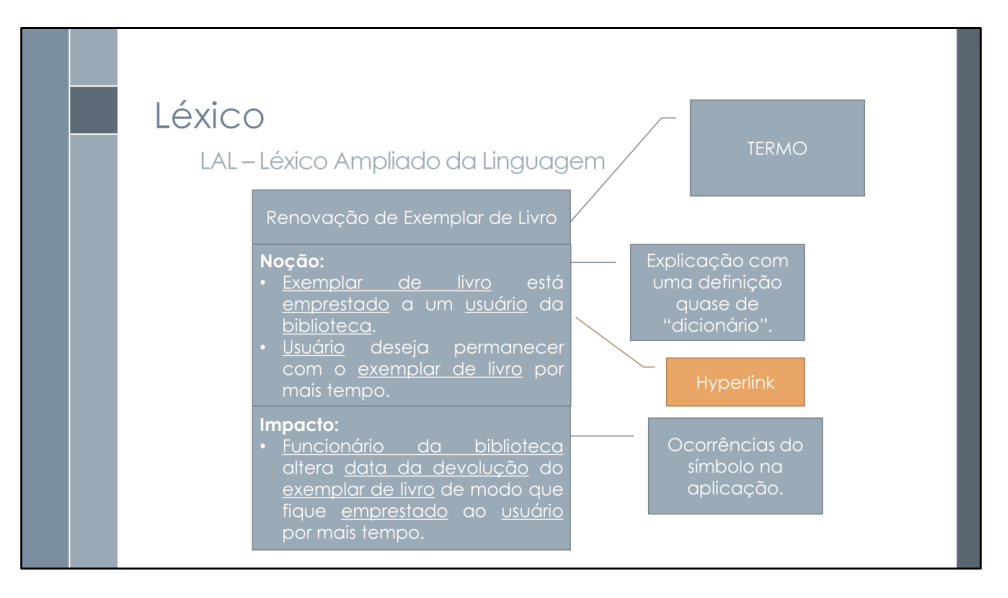 Léxico
LAL – Léxico Ampliado da Linguagem
TERMO
Renovação de Exemplar de Livro
Noção:
• Exemplar de livro está
emprestado a um usuário da
biblioteca.
• Usuário deseja permanecer
com o exemplar de livro por
mais tempo.
Explicação com
uma definição
quase de
“dicionário”.
Hyperlink
Impacto:
• Funcionário da biblioteca
altera data da devolução do
exemplar de livro de modo que
fique emprestado ao usuário
por mais tempo.
Ocorrências do
símbolo na
aplicação.